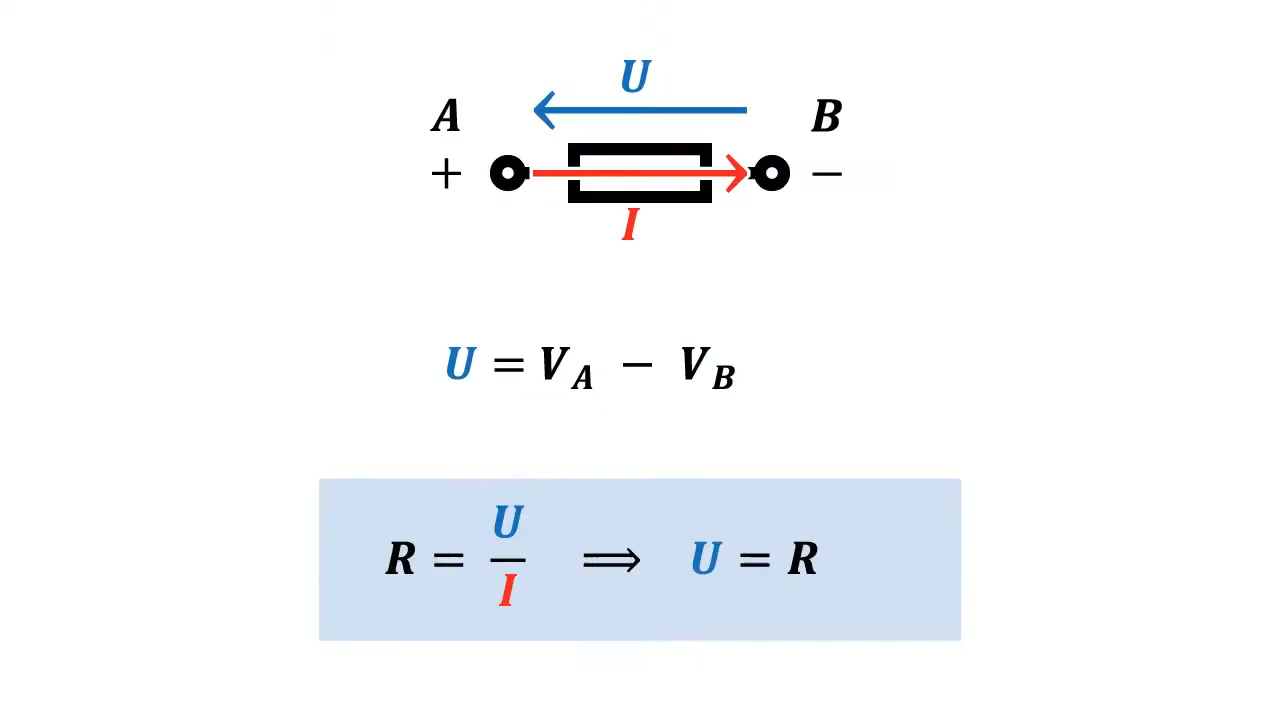 U
A B
+ −
I
U = V_A − V_B
R = U/I ⟹ U = R